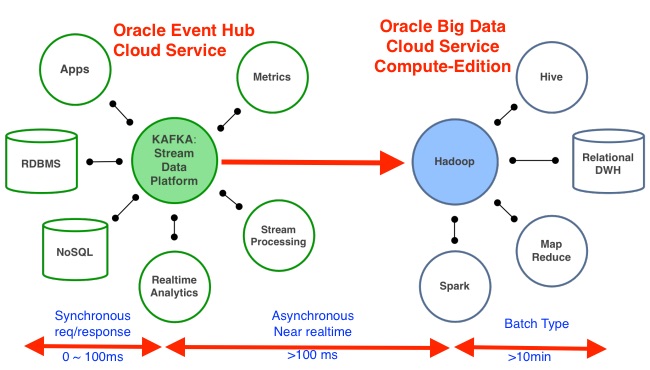 Oracle Event Hub
Cloud Service
Oracle Big Data
Cloud Service
Compute-Edition
Apps
Metrics
Hive
KAFKA:
Stream
Data
Platform
RDBMS
Hadoop
Relational
DWH
NoSQL
Stream
Processing
Map
Reduce
Realtime
Analytics
Spark
Synchronous
req/response
0 ~ 100ms
Asynchronous
Near realtime
>100 ms
Batch Type
>10min